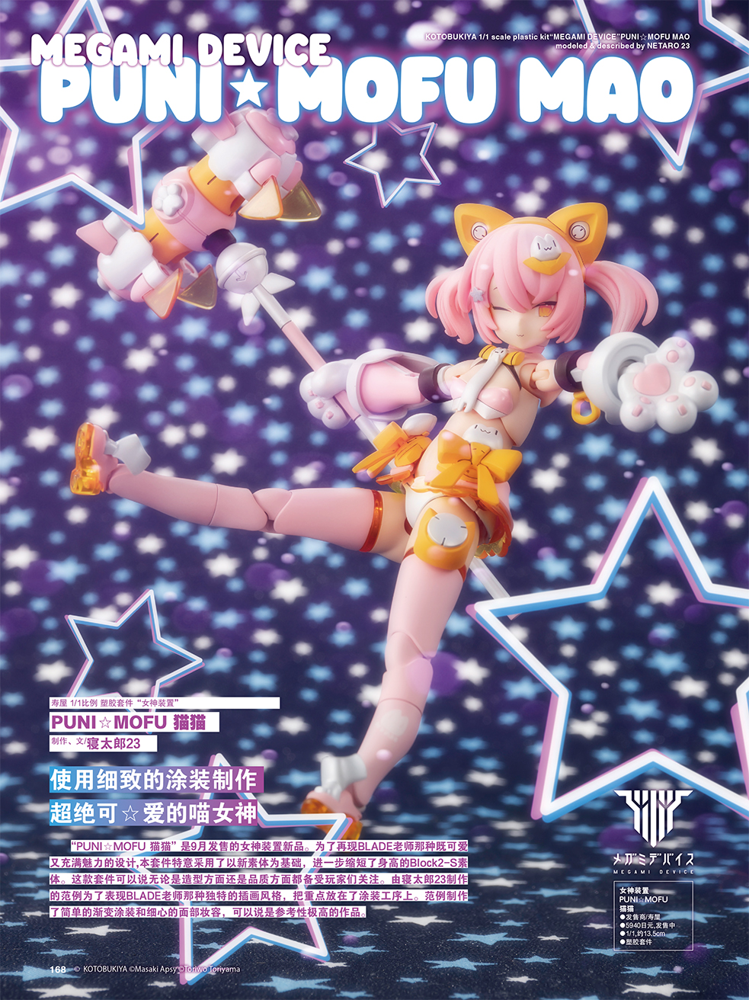 MEGAMI DEVICE
PUNI★MOFU MAO
KOTOBUKIYA 1/1 scale plastic kit“MEGAMI DEVICE”PUNI☆MOFU MAO
modeled & described by NETARO 23
寿屋 1/1比例 塑胶套件 “女神装置”
PUNI☆MOFU 猫猫
制作、文/寝太郎23
使用细致的涂装制作
超绝可☆爱的喵女神
“PUNI☆MOFU 猫猫” 是9月发售的女神装置新品。为了再现BLADE老师那种既可爱
又充满魅力的设计,本套件特意采用了以新素体为基础，进一步缩短了身高的Block2-S素
体。这款套件可以说无论是造型方面还是品质方面都备受玩家们关注。由寝太郎23制作
的范例为了表现BLADE老师那种独特的插画风格，把重点放在了涂装工序上。范例制作
了简单的渐变涂装和细心的面部妆容，可以说是参考性极高的作品。
メガミデバイス
MEGAMI DEVICE
女神装置
PUNI☆MOFU
猫猫
●发售商/寿屋
●5940日元,发售中
●1/1,约13.5cm
●塑胶套件
168 © KOTOBUKIYA ©Masaki Apsy ©Toriwo Toriyama